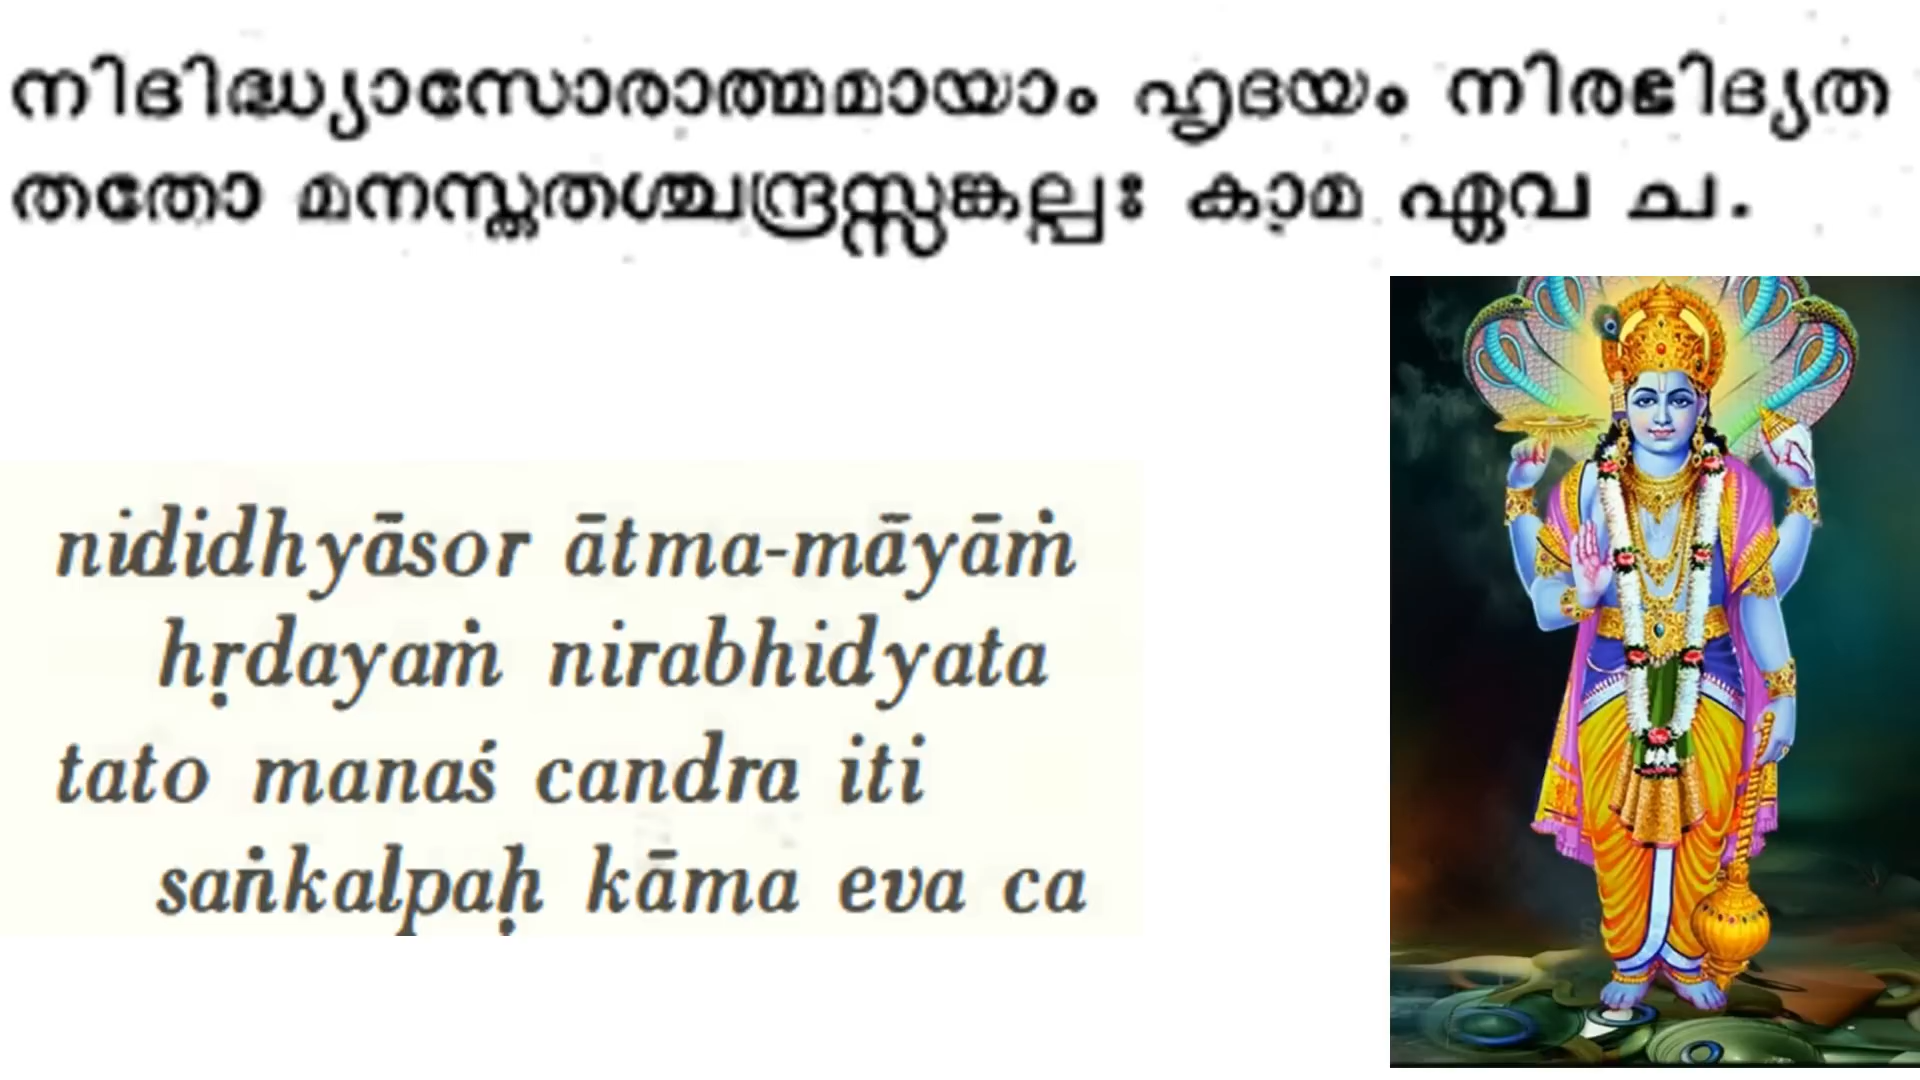 നിദിദ്ധ്യാസോരാത്മമായാം ഹൃദയം നിരഭിദ്യത
തതോ മനസ്തതശ്ചന്ദ്രസ്സങ്കല്പഃ കാമ ഏവ ച.
nididhyāsor ātma-māyāṁ
hṛdayaṁ nirabhidyata
tato manaś candra iti
saṅkalpaḥ kāma eva ca